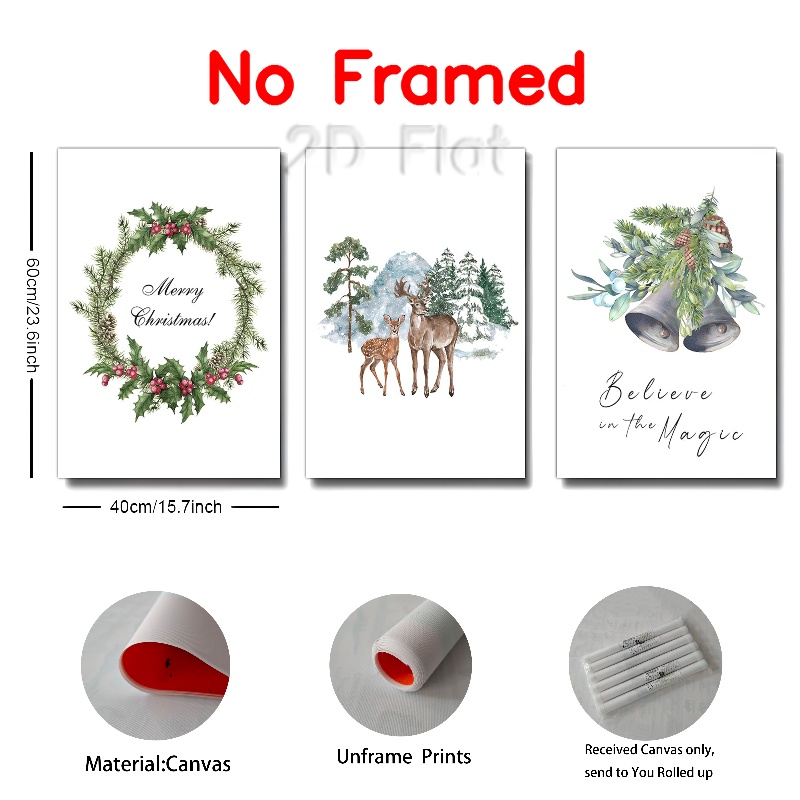 No Framed
2D Flat
60cm/23.6inch
Merry
Christmas!
Believe
in the Magic
40cm/15.7inch
Material:Canvas
Unframe Prints
Received Canvas only,
send to You Rolled up